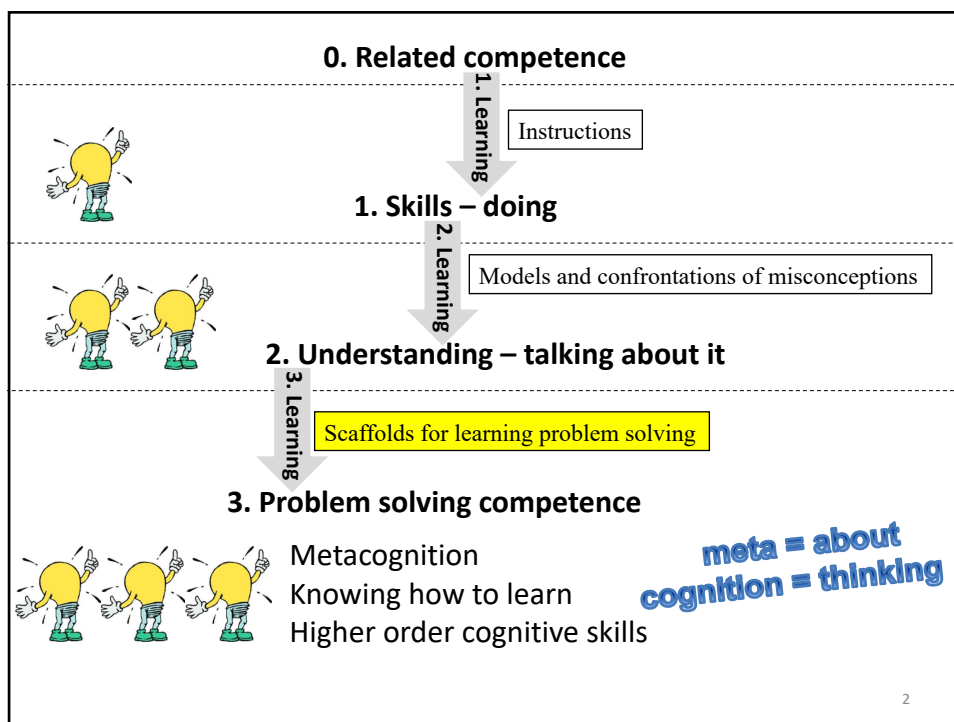 0. Related competence
1. Learning
Instructions
1. Skills – doing
2. Learning
Models and confrontations of misconceptions
2. Understanding – talking about it
3. Learning
Scaffolds for learning problem solving
3. Problem solving competence
Metacognition
Knowing how to learn
Higher order cognitive skills
meta = about
cognition = thinking
2